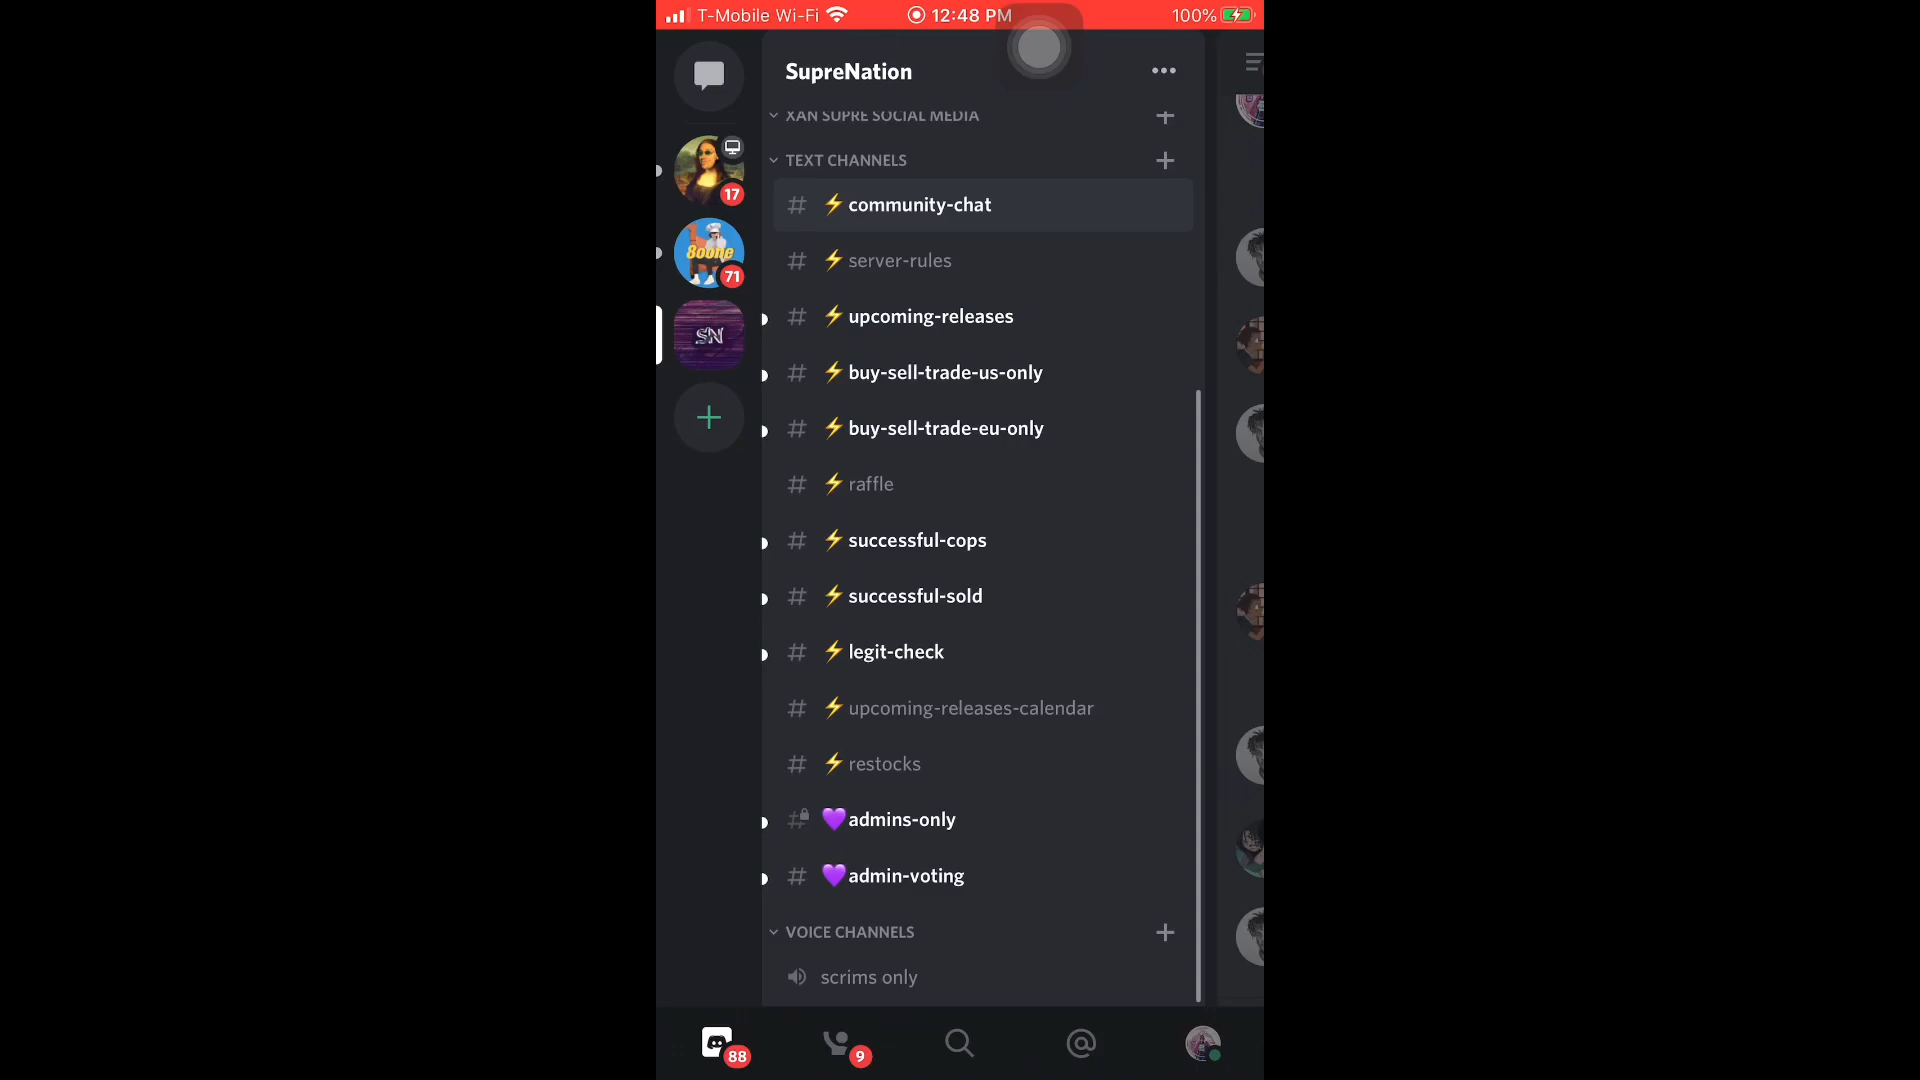 T-Mobile Wi-Fi 12:48 PM 100%
SupreNation
XAN SUPRE SOCIAL MEDIA
TEXT CHANNELS
# ⚡community-chat
17
# ⚡server-rules
8oone
71
# ⚡upcoming-releases
SN
# ⚡buy-sell-trade-us-only
# ⚡buy-sell-trade-eu-only
# ⚡raffle
# ⚡successful-cops
# ⚡successful-sold
# ⚡legit-check
# ⚡upcoming-releases-calendar
# ⚡restocks
# 💜admins-only
# 💜admin-voting
VOICE CHANNELS
scrims only
88 9 @